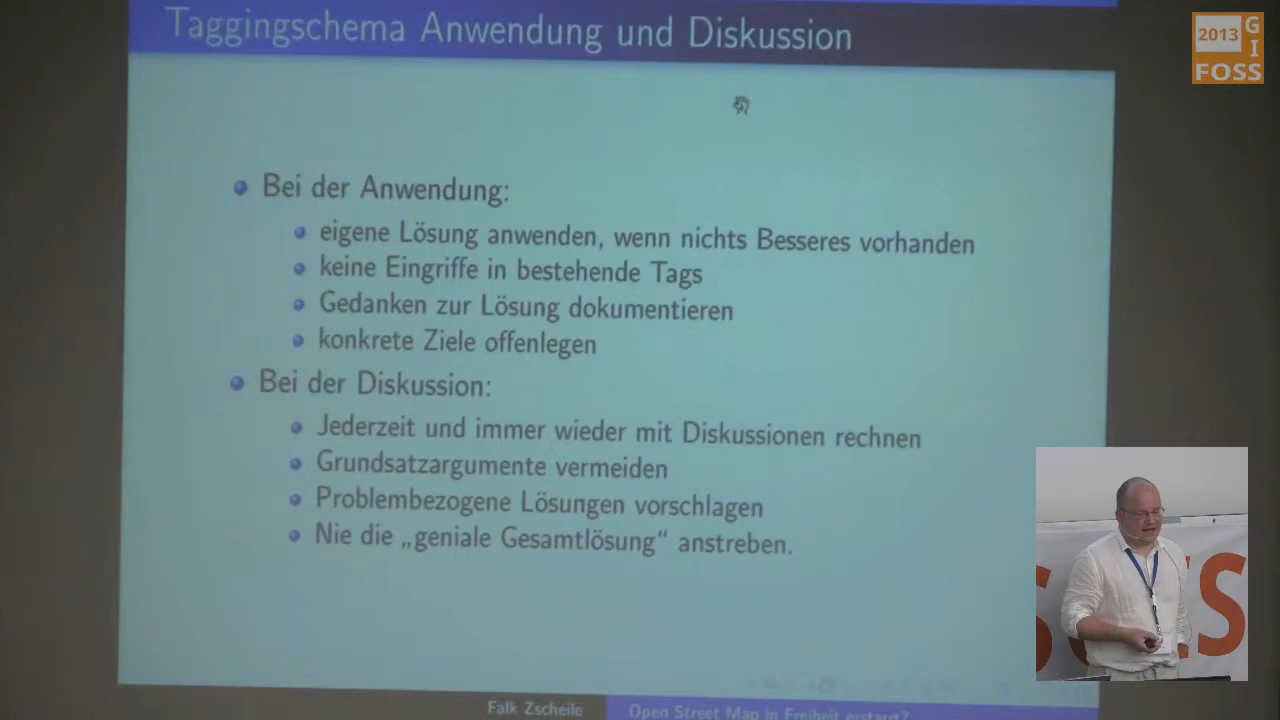 Taggingschema Anwendung und Diskussion
2013
G
I
FOSS
Bei der Anwendung:
eigene Lösung anwenden, wenn nichts Besseres vorhanden
keine Eingriffe in bestehende Tags
Gedanken zur Lösung dokumentieren
konkrete Ziele offenlegen
Bei der Diskussion:
Jederzeit und immer wieder mit Diskussionen rechnen
Grundsatzargumente vermeiden
Problembezogene Lösungen vorschlagen
Nie die „geniale Gesamtlösung“ anstreben.
S
Falk Zscheile
Open Street Map in Freiheit erstarrt?